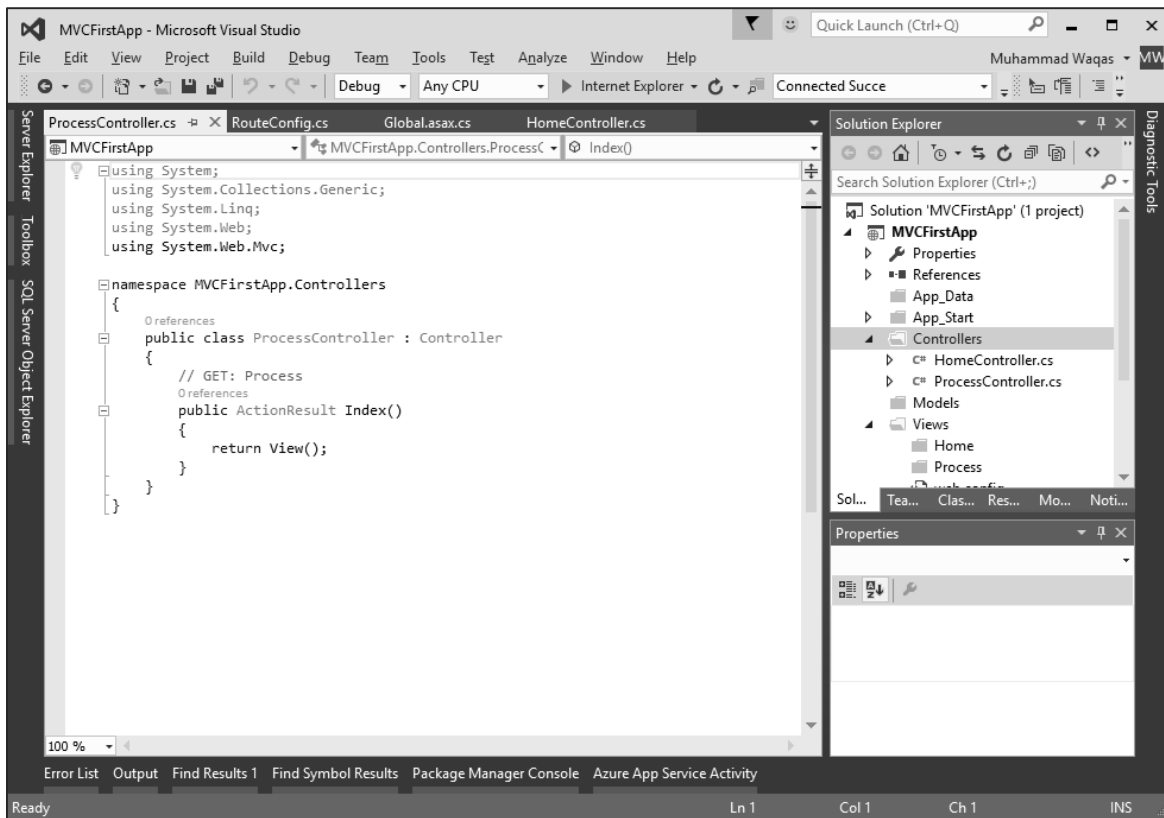 MVCFirstApp - Microsoft Visual Studio
Quick Launch (Ctrl+Q)
File Edit View Project Build Debug Team Tools Test Analyze Window Help
Muhammad Waqas MW
Debug Any CPU Internet Explorer Connected Succe
Server Explorer
Toolbox
SQL Server Object Explorer
ProcessController.cs RouteConfig.cs Global.asax.cs HomeController.cs
MVCFirstApp MVCFirstApp.Controllers.ProcessC Index()
using System;
using System.Collections.Generic;
using System.Linq;
using System.Web;
using System.Web.Mvc;
namespace MVCFirstApp.Controllers
{
0 references
public class ProcessController : Controller
{
// GET: Process
0 references
public ActionResult Index()
{
return View();
}
}
}
100 %
Solution Explorer
Search Solution Explorer (Ctrl+;)
Solution 'MVCFirstApp' (1 project)
MVCFirstApp
Properties
References
App_Data
App_Start
Controllers
C# HomeController.cs
C# ProcessController.cs
Models
Views
Home
Process
Sol... Tea... Clas... Res... Mo... Noti...
Properties
Diagnostic Tools
Error List Output Find Results 1 Find Symbol Results Package Manager Console Azure App Service Activity
Ready Ln 1 Col 1 Ch 1 INS